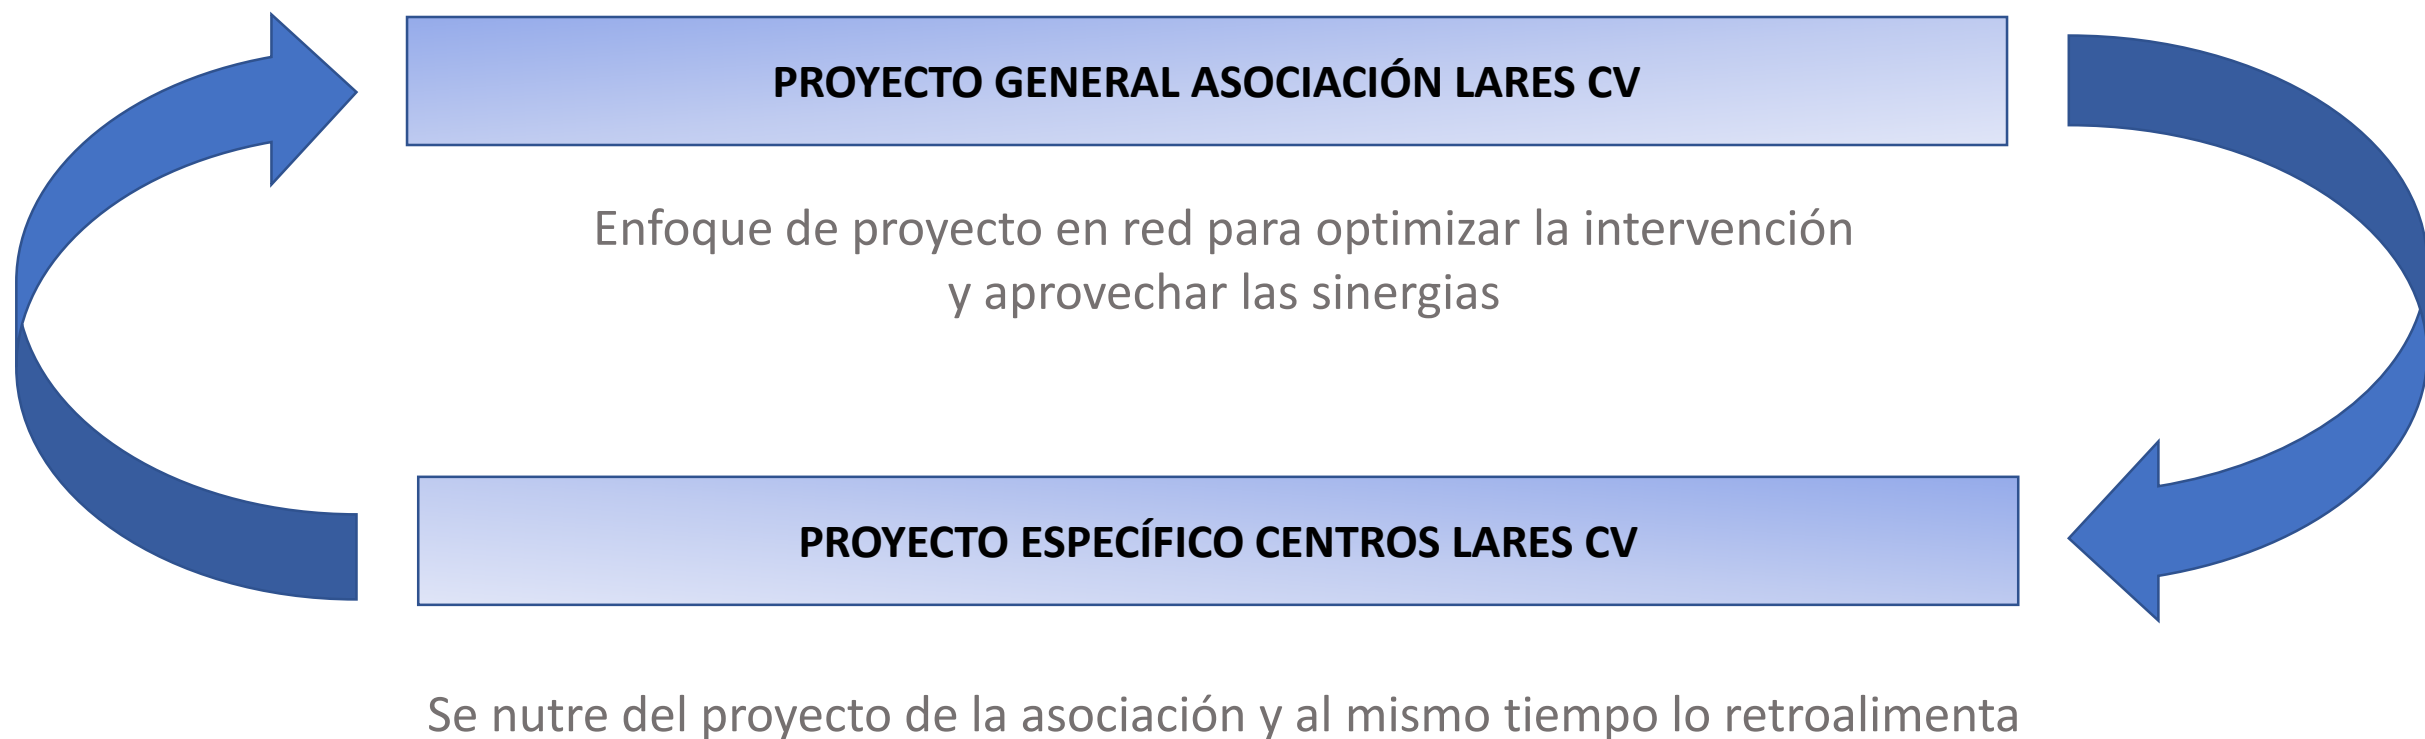 PROYECTO GENERAL ASOCIACIÓN LARES CV
Enfoque de proyecto en red para optimizar la intervención
y aprovechar las sinergias
PROYECTO ESPECÍFICO CENTROS LARES CV
Se nutre del proyecto de la asociación y al mismo tiempo lo retroalimenta